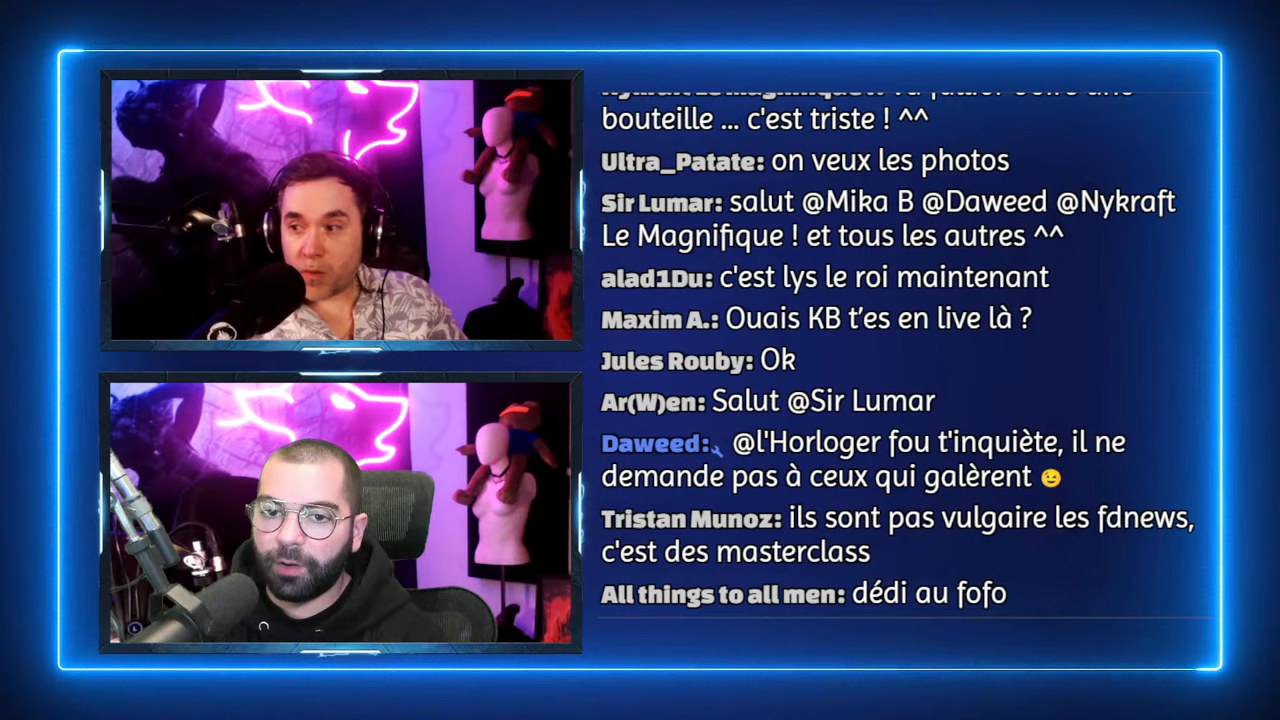 bouteille ... c'est triste ! ^^
Ultra_Patate: on veux les photos
Sir Lumar: salut @Mika B @Daweed @Nykraft
Le Magnifique ! et tous les autres ^^
alad1Du: c'est lys le roi maintenant
Maxim A.: Ouais KB t’es en live là ?
Jules Rouby: Ok
Ar(W)en: Salut @Sir Lumar
Daweed: @l'Horloger fou t'inquiète, il ne
demande pas à ceux qui galèrent 😉
Tristan Munoz: ils sont pas vulgaire les fdnews,
c'est des masterclass
All things to all men: dédi au fofo